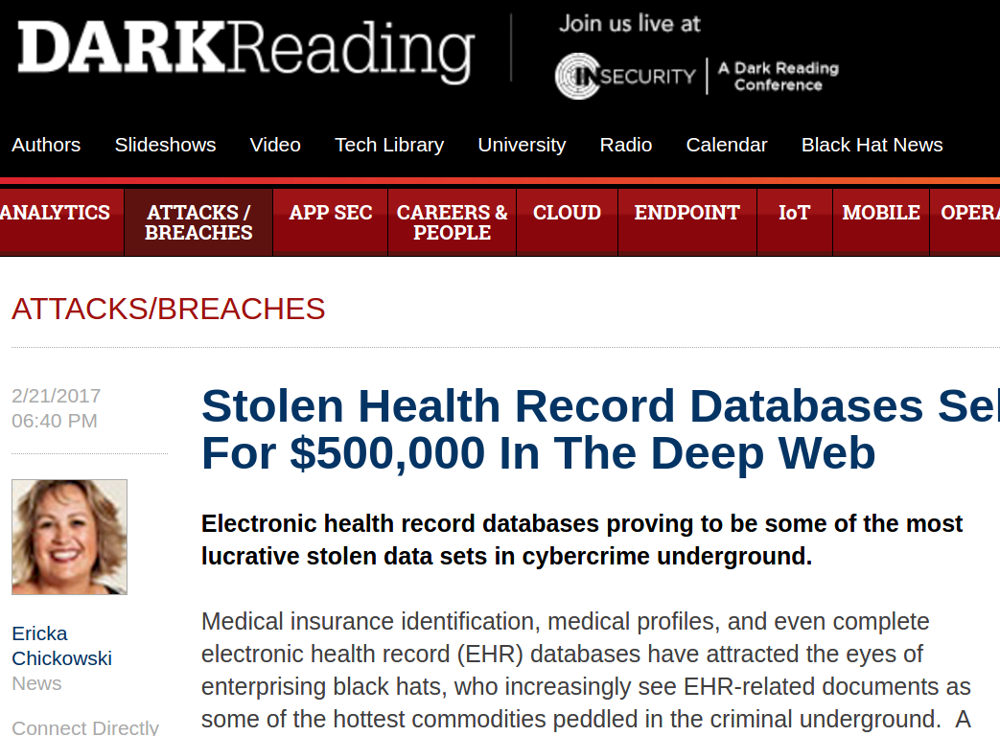 DARKReading
Join us live at
INSECURITY
A Dark Reading
Conference
Authors Slideshows Video Tech Library University Radio Calendar Black Hat News
ANALYTICS ATTACKS / BREACHES APP SEC CAREERS & PEOPLE CLOUD ENDPOINT IoT MOBILE OPERA
ATTACKS/BREACHES
2/21/2017
06:40 PM
Ericka
Chickowski
News
Connect Directly
Stolen Health Record Databases Sel
For $500,000 In The Deep Web
Electronic health record databases proving to be some of the most
lucrative stolen data sets in cybercrime underground.
Medical insurance identification, medical profiles, and even complete
electronic health record (EHR) databases have attracted the eyes of
enterprising black hats, who increasingly see EHR-related documents as
some of the hottest commodities peddled in the criminal underground. A